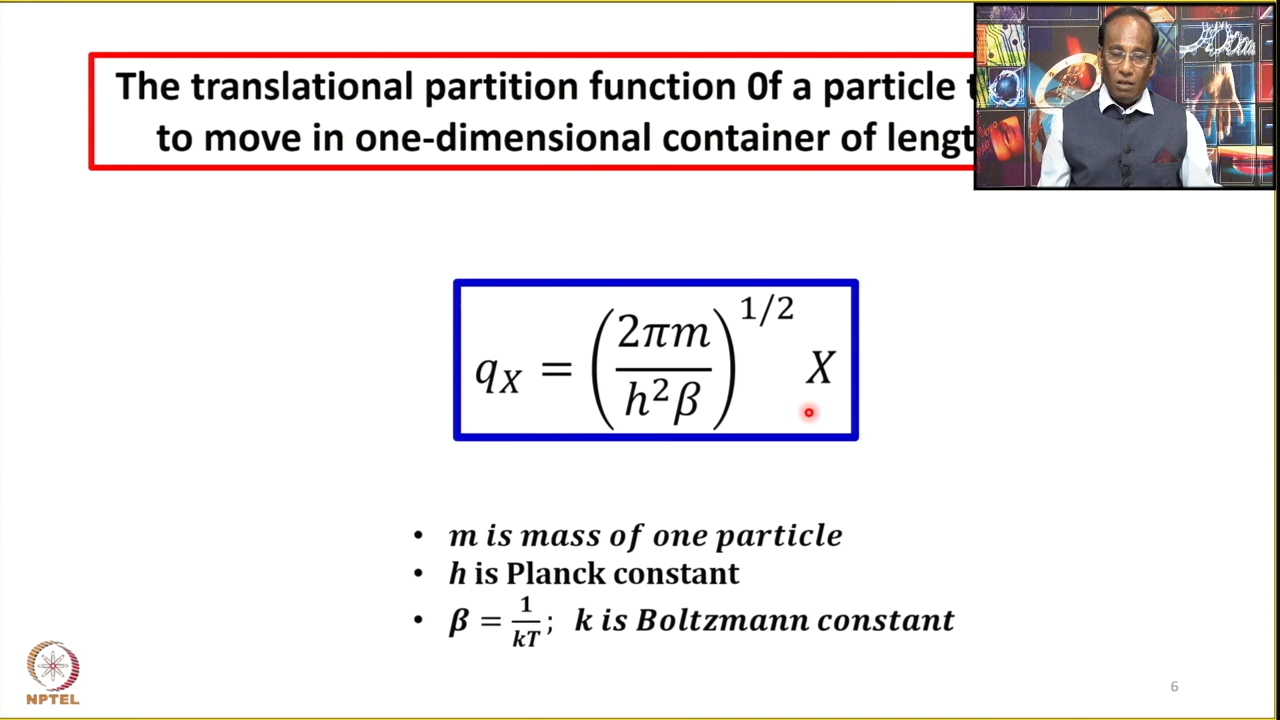 The translational partition function 0f a particle
to move in one-dimensional container of
q_X = (2πm / h²β)^{1/2} X
• m is mass of one particle
• h is Planck constant
• β = 1/kT; k is Boltzmann constant
NPTEL
6